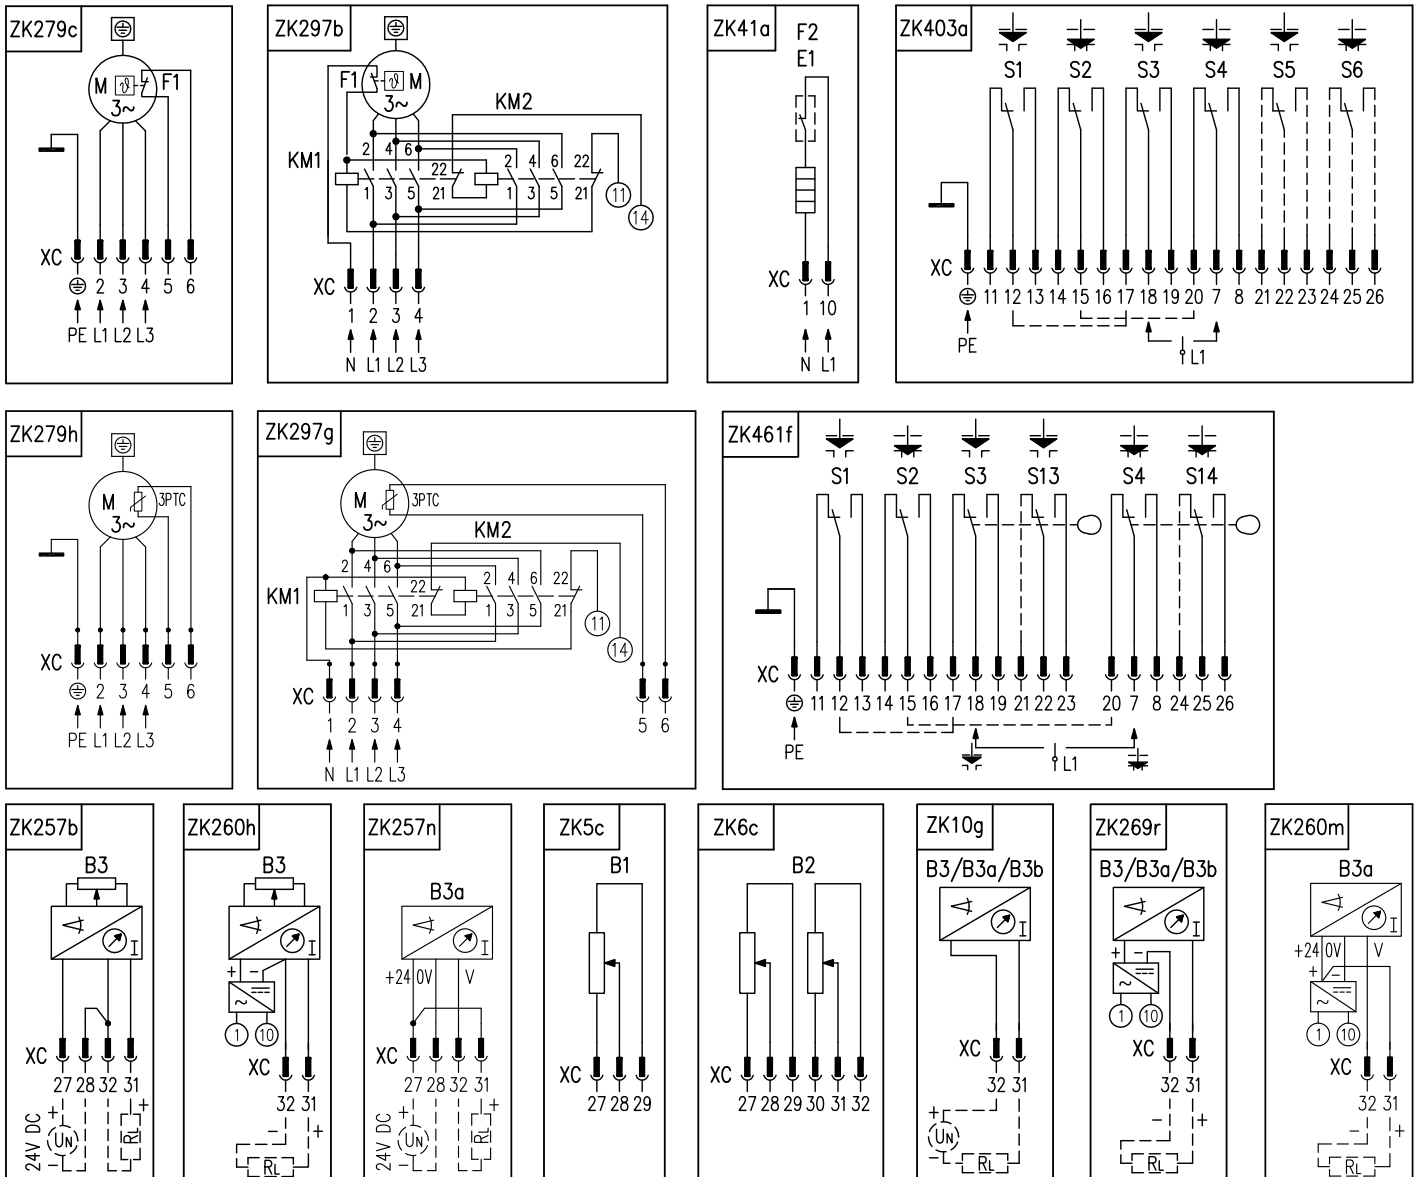 ZK279c
M ϑ F1
3~
XC
2 3 4 5 6
PE L1 L2 L3
ZK297b
F1 ϑ M
3~
KM2
2 4 6 22 2 4 6 22
KM1
1 3 5 21 1 3 5 21
11
14
XC
1 2 3 4
N L1 L2 L3
ZK41a
F2
E1
XC
1 10
N L1
ZK403a
S1 S2 S3 S4 S5 S6
XC
11 12 13 14 15 16 17 18 19 20 7 8 21 22 23 24 25 26
PE
L1
ZK279h
M 3PTC
3~
XC
2 3 4 5 6
PE L1 L2 L3
ZK297g
M 3PTC
3~
KM2
2 4 6 22 2 4 6 22
KM1
1 3 5 21 1 3 5 21
11
14
XC
1 2 3 4 5 6
N L1 L2 L3
ZK461f
S1 S2 S3 S13 S4 S14
XC
11 12 13 14 15 16 17 18 19 21 22 23 20 7 8 24 25 26
PE
L1
ZK257b
B3
I
XC
27 28 32 31
+ +
24V DC
UN RL
−
ZK260h
B3
I
+ −
~
1 10
XC
32 31
− +
RL
ZK257n
B3a
I
+24 0V V
XC
27 28 32 31
+ +
24V DC
UN RL
−
ZK5c
B1
XC
27 28 29
ZK6c
B2
XC
27 28 29 30 31 32
ZK10g
B3/B3a/B3b
I
XC
32 31
+
UN
−
RL
ZK269r
B3/B3a/B3b
I
+ −
~
1 10
XC
32 31
− +
RL
ZK260m
B3a
I
+24 0V V
+ −
~
1 10
XC
32 31
− +
RL